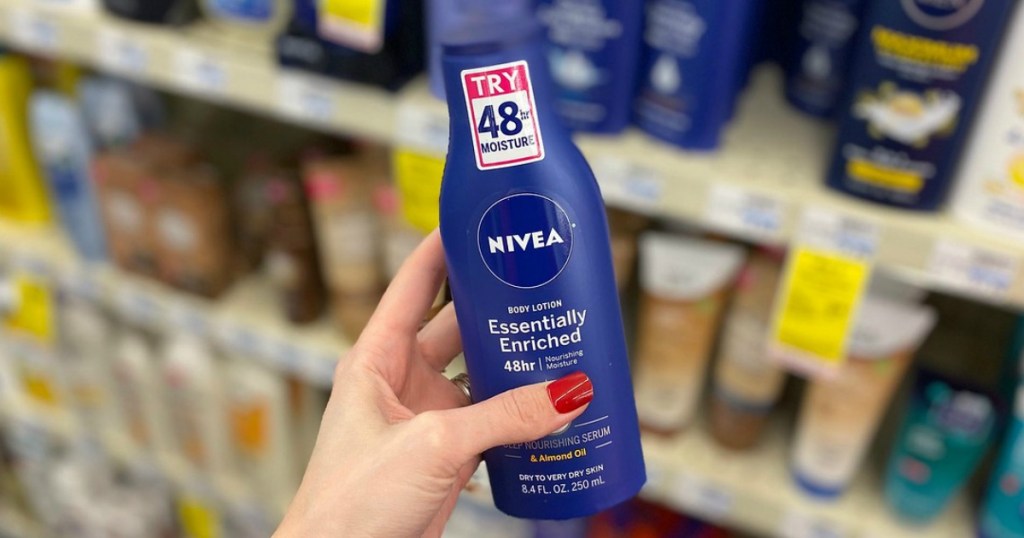 TRY
48hr
MOISTURE
NIVEA
BODY LOTION
Essentially
Enriched
48hr | Nourishing
Moisture
NOURISHING SERUM
& Almond Oil
DRY TO VERY DRY SKIN
8.4 FL. OZ. 250 mL